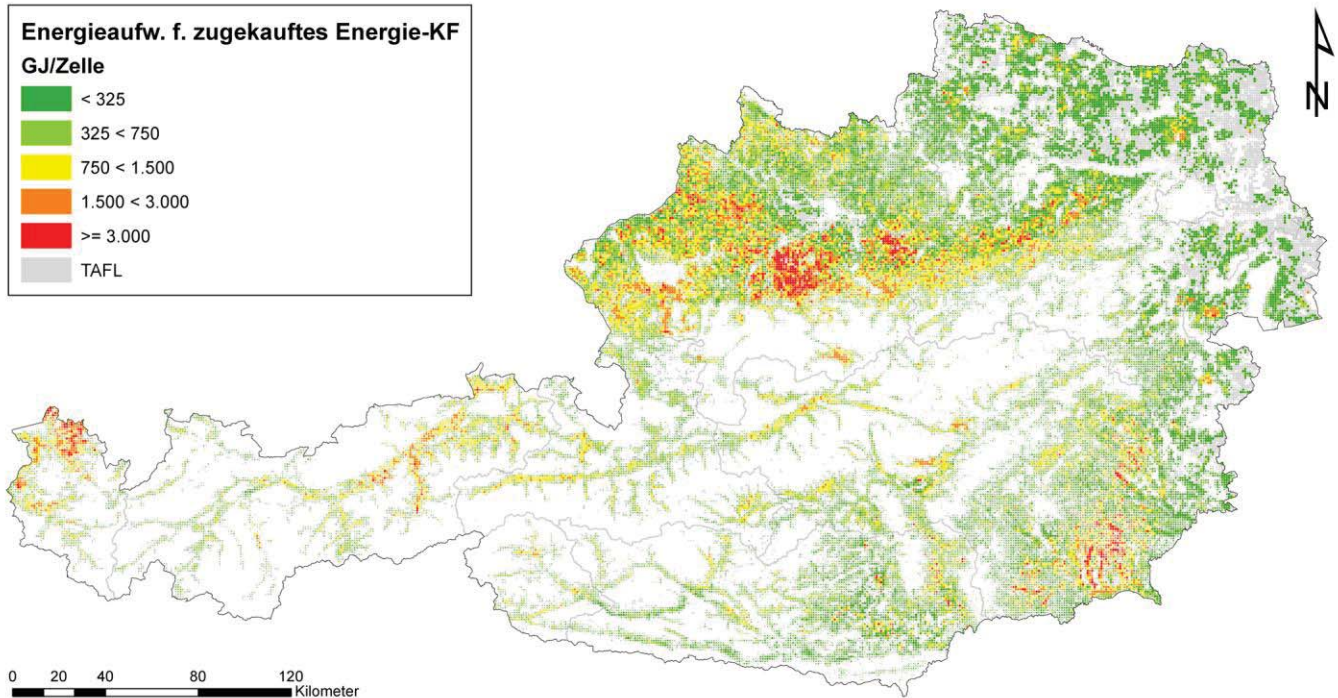 Energieaufw. f. zugekauftes Energie-KF
GJ/Zelle
< 325
325 < 750
750 < 1.500
1.500 < 3.000
>= 3.000
TAFL
N
0 20 40 80 120
Kilometer